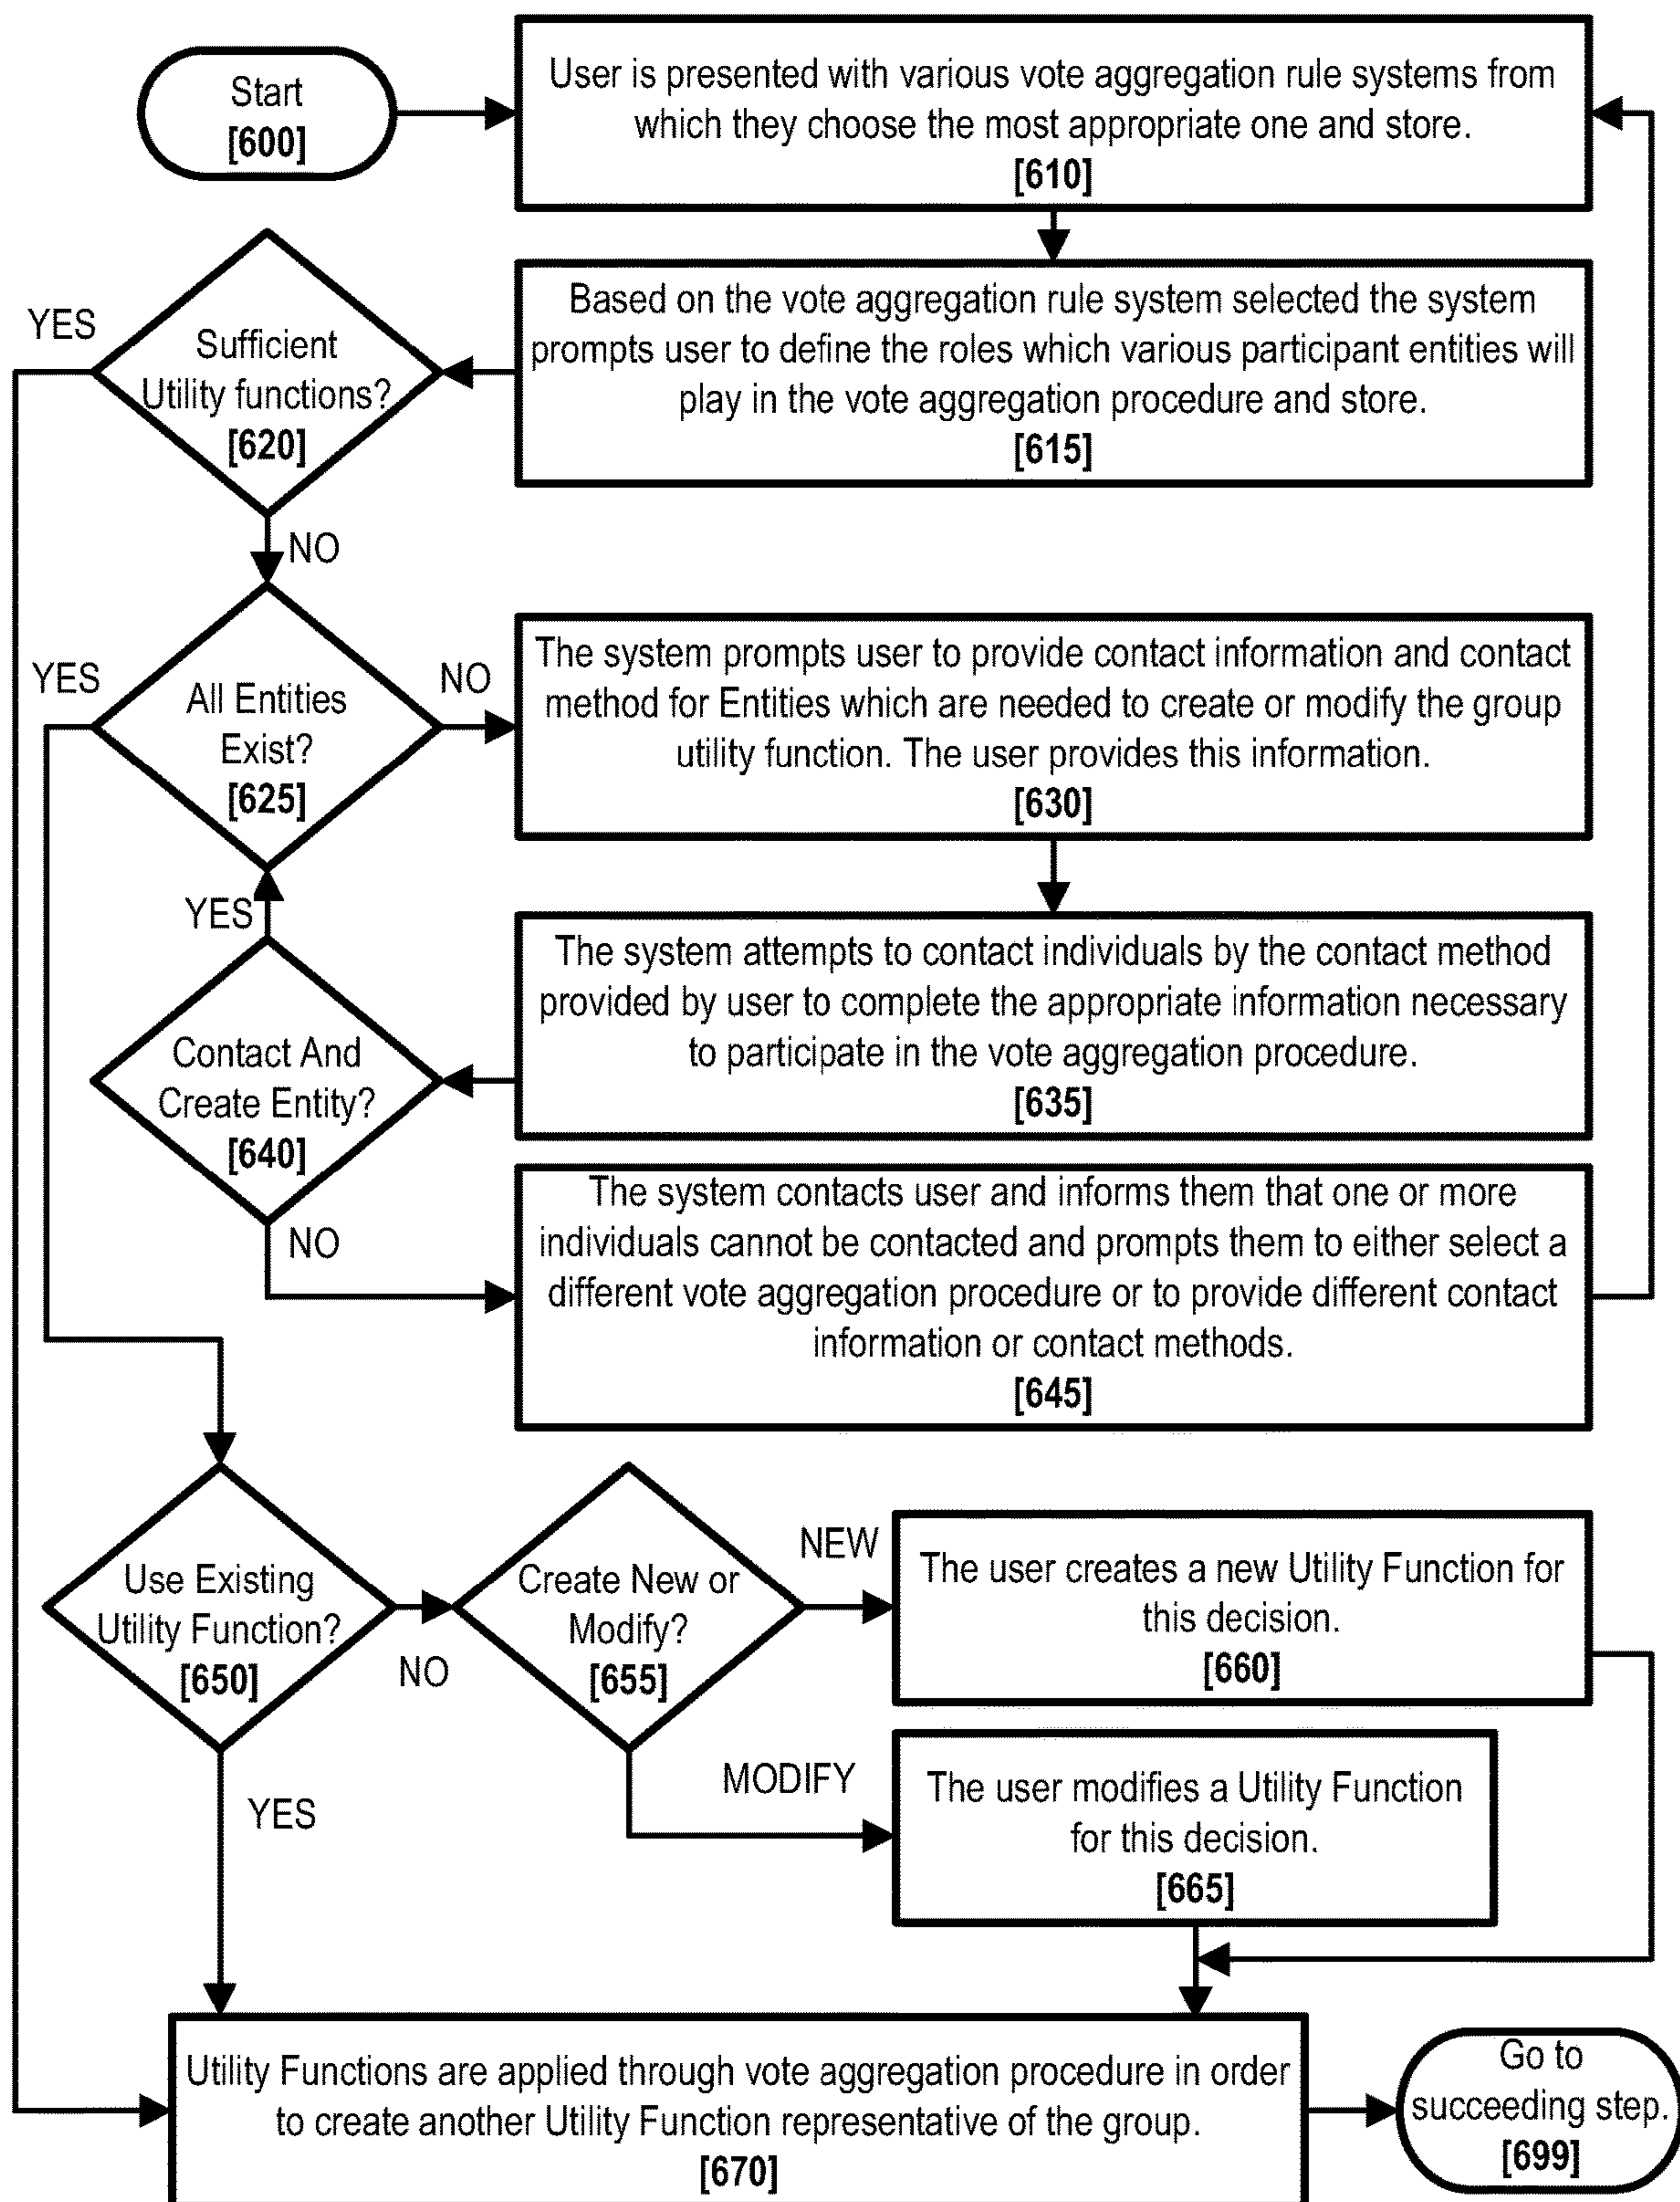 Start
[600]
User is presented with various vote aggregation rule systems from
which they choose the most appropriate one and store.
[610]
Based on the vote aggregation rule system selected the system
prompts user to define the roles which various participant entities will
play in the vote aggregation procedure and store.
[615]
YES
Sufficient
Utility functions?
[620]
NO
YES
All Entities
Exist?
[625]
NO
The system prompts user to provide contact information and contact
method for Entities which are needed to create or modify the group
utility function. The user provides this information.
[630]
The system attempts to contact individuals by the contact method
provided by user to complete the appropriate information necessary
to participate in the vote aggregation procedure.
[635]
YES
Contact And
Create Entity?
[640]
NO
The system contacts user and informs them that one or more
individuals cannot be contacted and prompts them to either select a
different vote aggregation procedure or to provide different contact
information or contact methods.
[645]
Use Existing
Utility Function?
[650]
NO
YES
Create New or
Modify?
[655]
NEW
The user creates a new Utility Function for
this decision.
[660]
MODIFY
The user modifies a Utility Function
for this decision.
[665]
Utility Functions are applied through vote aggregation procedure in order
to create another Utility Function representative of the group.
[670]
Go to
succeeding step.
[699]